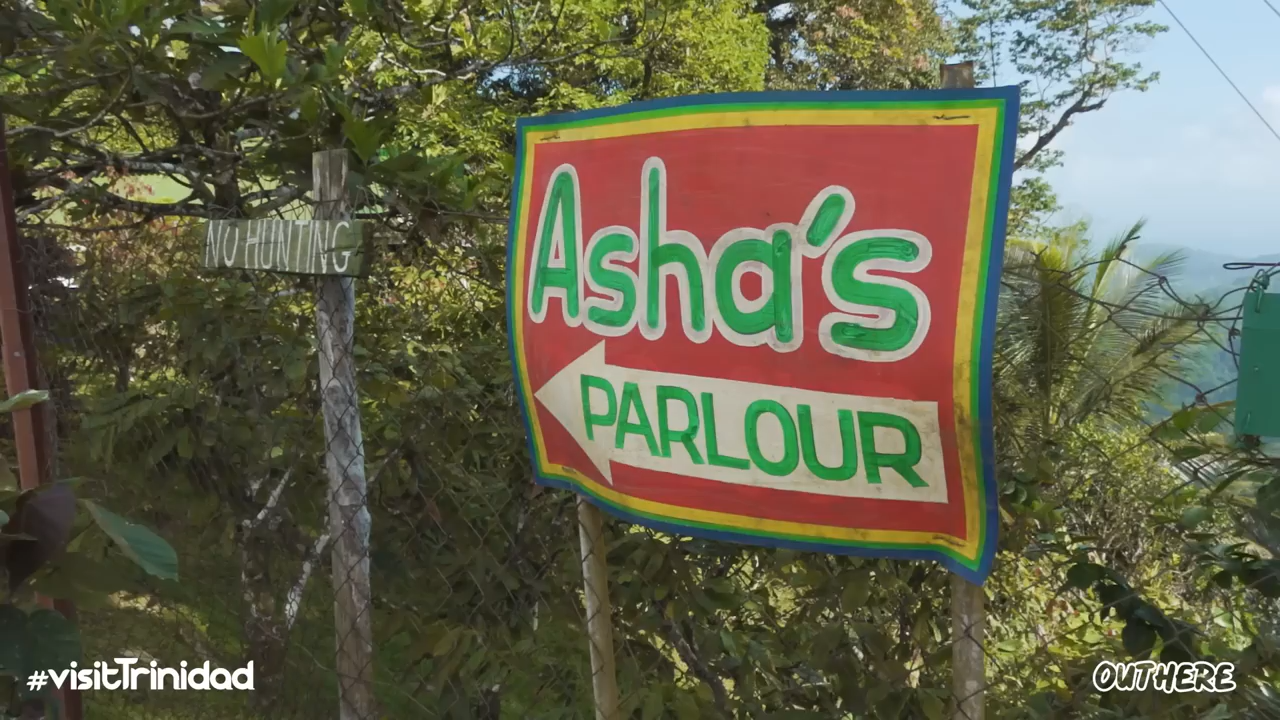 NO HUNTING
Asha's
PARLOUR
#visitTrinidad
OUTHERE